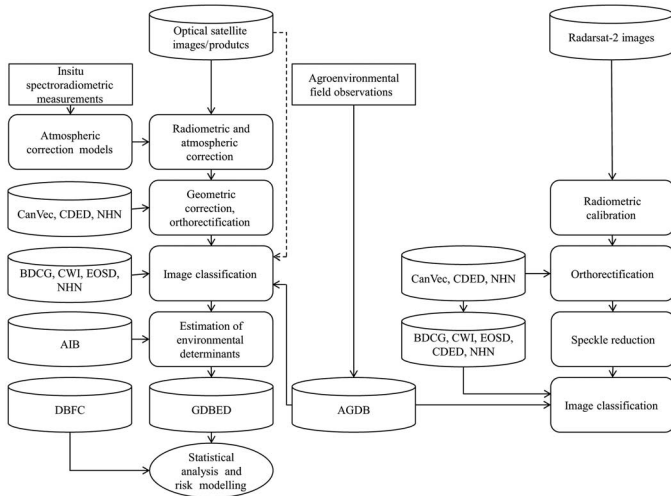 Optical satellite
images/produtcs
Radarsat-2 images
Insitu
spectroradiometric
measurements
Agroenvironmental
field observations
Atmospheric
correction models
Radiometric and
atmospheric
correction
CanVec, CDED, NHN
Geometric
correction,
orthorectification
Radiometric
calibration
BDCG, CWI, EOSD,
NHN
Image classification
CanVec, CDED, NHN
Orthorectification
AIB
Estimation of
environmental
determinants
BDCG, CWI, EOSD,
CDED, NHN
Speckle reduction
DBFC
GDBED
AGDB
Image classification
Statistical
analysis and
risk modelling